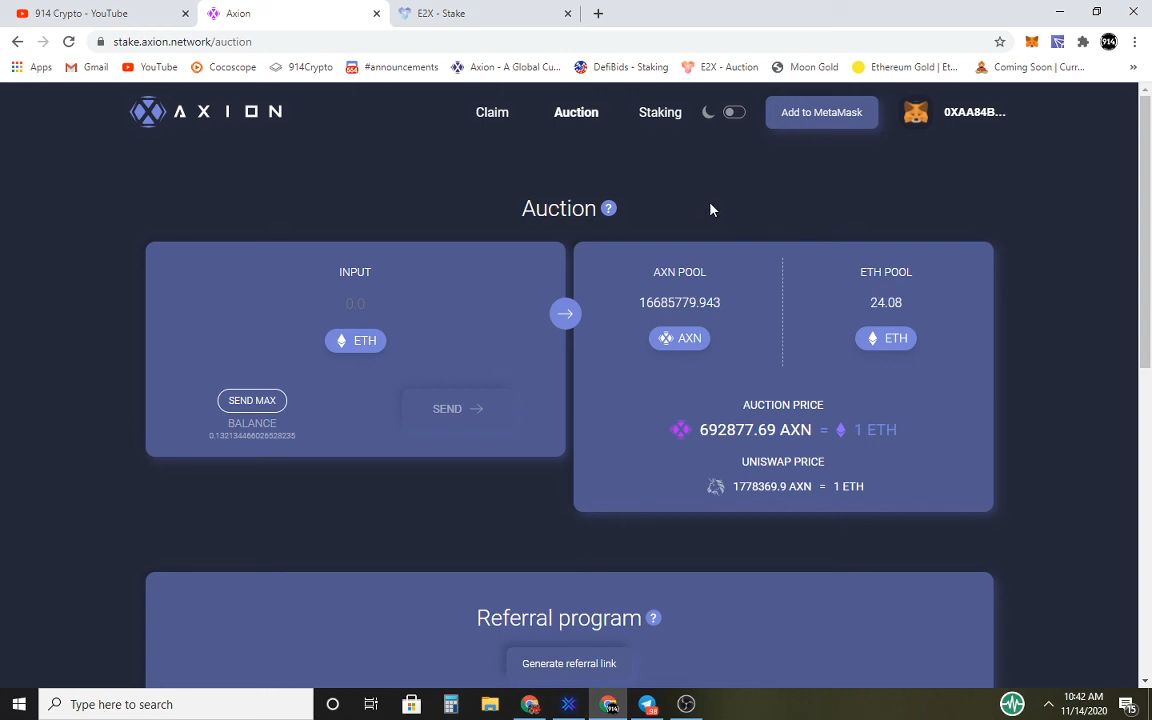 914 Crypto - YouTube
Axion
E2X - Stake
stake.axion.network/auction
914
Apps
Gmail
YouTube
Cocoscope
914Crypto
#announcements
Axion - A Global Cu...
DefiBids - Staking
E2X - Auction
Moon Gold
Ethereum Gold | Et...
Coming Soon | Curr...
AXION
Claim
Auction
Staking
Add to MetaMask
0XAA84B...
Auction ?
INPUT
0.0
ETH
SEND MAX
BALANCE
0.132134466026528235
SEND
AXN POOL
16685779.943
AXN
ETH POOL
24.08
ETH
AUCTION PRICE
692877.69 AXN = 1 ETH
UNISWAP PRICE
1778369.9 AXN = 1 ETH
Referral program ?
Generate referral link
Type here to search
914
98
10:42 AM
11/14/2020
15